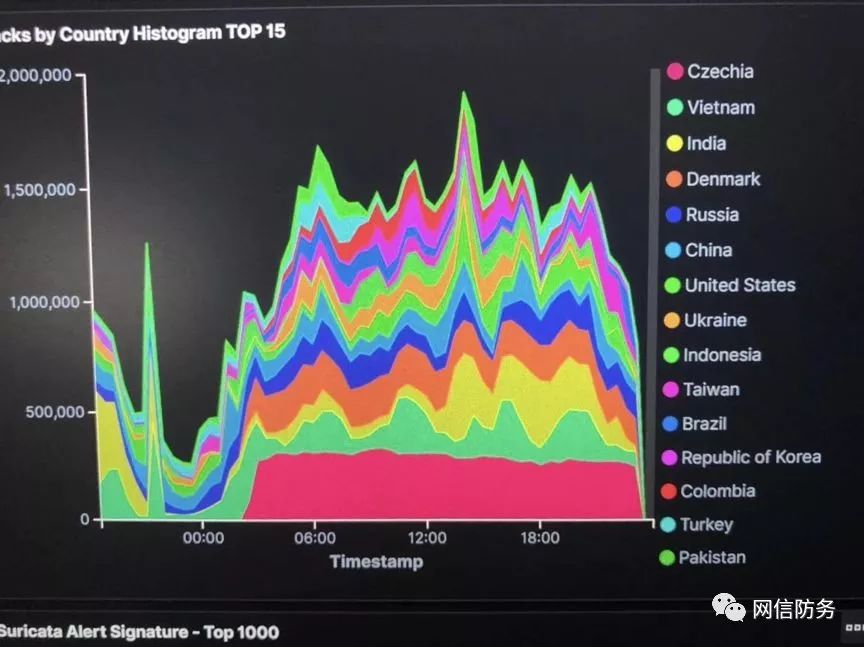 cks by Country Histogram TOP 15
2,000,000
1,500,000
1,000,000
500,000
0
00:00
06:00
12:00
18:00
Timestamp
Czechia
Vietnam
India
Denmark
Russia
China
United States
Ukraine
Indonesia
Taiwan
Brazil
Republic of Korea
Colombia
Turkey
Pakistan
网信防务
Suricata Alert Signature - Top 1000